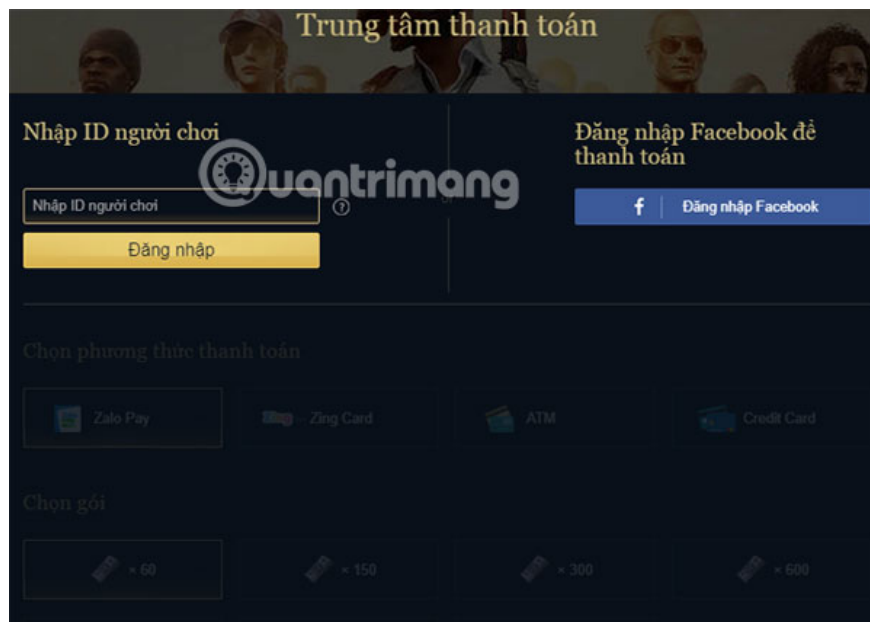 Trung tâm thanh toán
Nhập ID người chơi
Đăng nhập Facebook để
thanh toán
Quantrimang
Nhập ID người chơi
?
or
f
Đăng nhập Facebook
Đăng nhập
Chọn phương thức thanh toán
Zalo Pay
Zing Card
ATM
Credit Card
Chọn gói
× 60
× 150
× 300
× 600